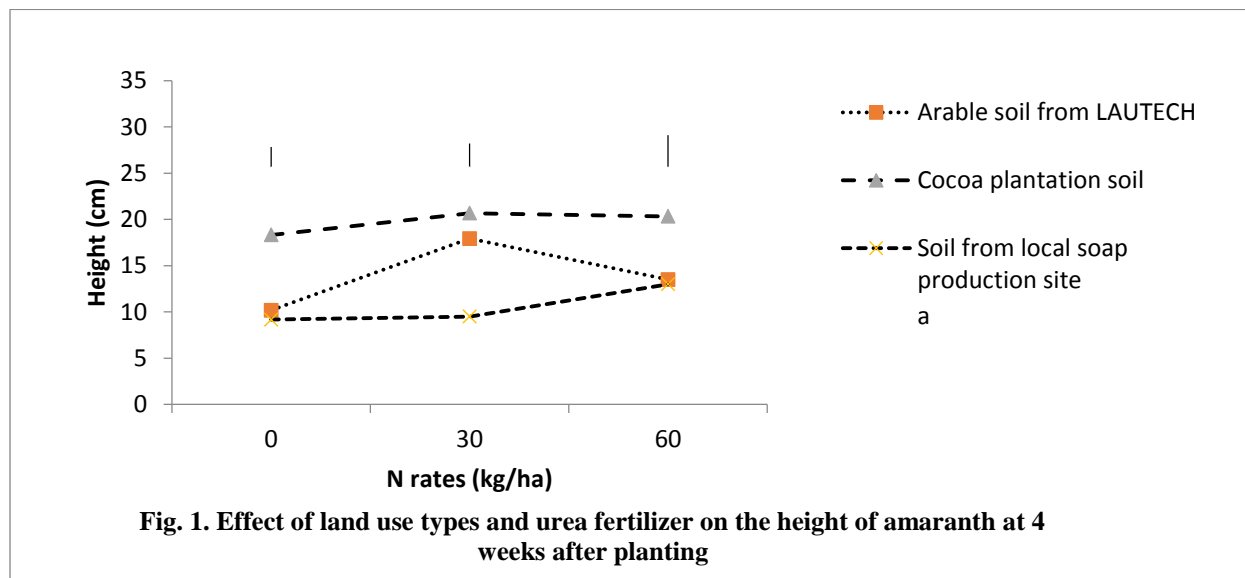 35
30
25
20
15
10
5
0
Height (cm)
0 30 60
N rates (kg/ha)
Arable soil from LAUTECH
Cocoa plantation soil
Soil from local soap
production site
a
Fig. 1. Effect of land use types and urea fertilizer on the height of amaranth at 4
weeks after planting